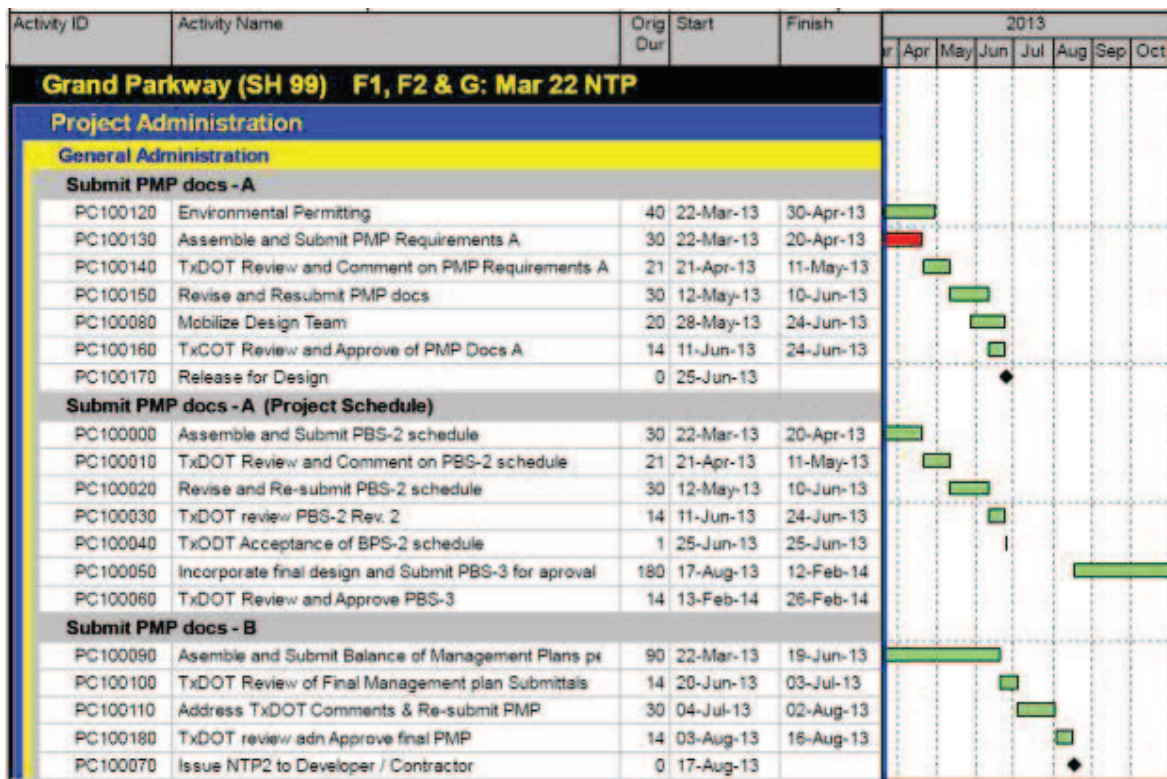 Activity ID Activity Name Orig Dur Start Finish 2013
ar Apr May Jun Jul Aug Sep Oct
Grand Parkway (SH 99) F1, F2 & G: Mar 22 NTP
Project Administration
General Administration
Submit PMP docs - A
PC100120 Environmental Permitting 40 22-Mar-13 30-Apr-13
PC100130 Assemble and Submit PMP Requirements A 30 22-Mar-13 20-Apr-13
PC100140 TxDOT Review and Comment on PMP Requirements A 21 21-Apr-13 11-May-13
PC100150 Revise and Resubmit PMP docs 30 12-May-13 10-Jun-13
PC100080 Mobilize Design Team 20 28-May-13 24-Jun-13
PC100160 TxCOT Review and Approve of PMP Docs A 14 11-Jun-13 24-Jun-13
PC100170 Release for Design 0 25-Jun-13
Submit PMP docs - A (Project Schedule)
PC100000 Assemble and Submit PBS-2 schedule 30 22-Mar-13 20-Apr-13
PC100010 TxDOT Review and Comment on PBS-2 schedule 21 21-Apr-13 11-May-13
PC100020 Revise and Re-submit PBS-2 schedule 30 12-May-13 10-Jun-13
PC100030 TxDOT review PBS-2 Rev. 2 14 11-Jun-13 24-Jun-13
PC100040 TxODT Acceptance of BPS-2 schedule 1 25-Jun-13 25-Jun-13
PC100050 Incorporate final design and Submit PBS-3 for aproval 180 17-Aug-13 12-Feb-14
PC100060 TxDOT Review and Approve PBS-3 14 13-Feb-14 26-Feb-14
Submit PMP docs - B
PC100090 Asemble and Submit Balance of Management Plans pe 90 22-Mar-13 19-Jun-13
PC100100 TxDOT Review of Final Management plan Submittals 14 20-Jun-13 03-Jul-13
PC100110 Address TxDOT Comments & Re-submit PMP 30 04-Jul-13 02-Aug-13
PC100180 TxDOT review adn Approve final PMP 14 03-Aug-13 16-Aug-13
PC100070 Issue NTP2 to Developer / Contractor 0 17-Aug-13